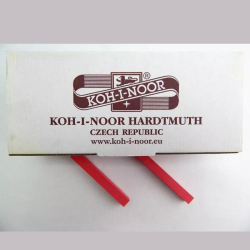 KOH-I-NOOR®
KOH-I-NOOR HARDTMUTH
CZECH REPUBLIC
www.koh-i-noor.eu